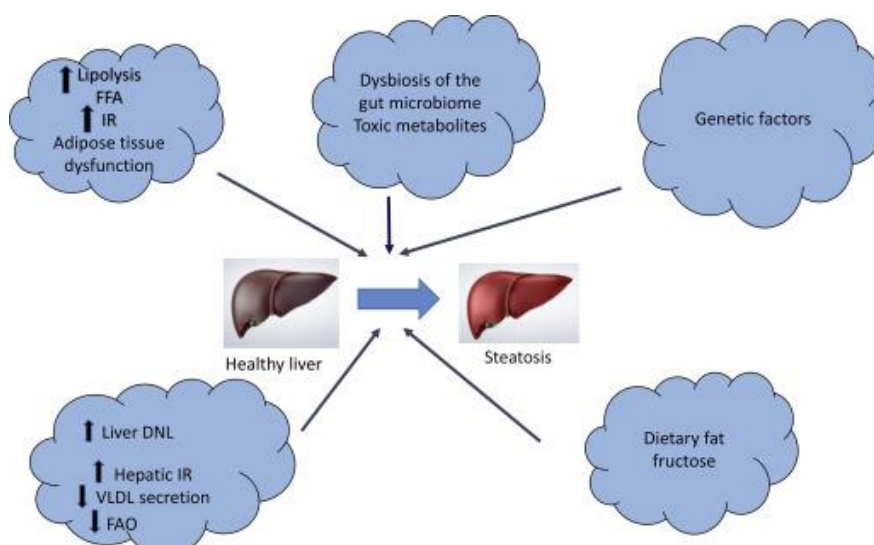 Lipolysis
FFA
IR
Adipose tissue
dysfunction
Dysbiosis of the
gut microbiome
Toxic metabolites
Genetic factors
Healthy liver
Steatosis
Liver DNL
Hepatic IR
VLDL secretion
FAO
Dietary fat
fructose